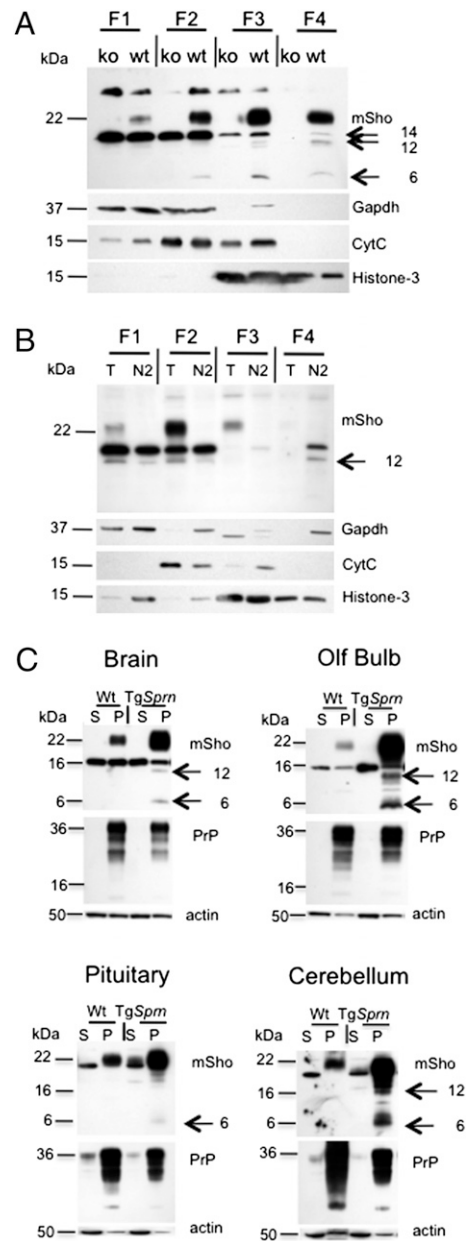 A
F1 F2 F3 F4
kDa ko wt ko wt ko wt ko wt
22 mSho
14
12
6
37 Gapdh
15 CytC
15 Histone-3
B
F1 F2 F3 F4
kDa T N2 T N2 T N2 T N2
22 mSho
12
37 Gapdh
15 CytC
15 Histone-3
C
Brain
Wt TgSprn
kDa S P S P
22 mSho
16
12
6 6
36 PrP
16
50 actin
Olf Bulb
Wt TgSprn
kDa S P S P
22 mSho
16
12
6 6
36 PrP
16
50 actin
Pituitary
Wt TgSprn
kDa S P S P
22 mSho
16
6 6
36 PrP
50 actin
Cerebellum
Wt TgSprn
kDa S P S P
22 mSho
16 12
6 6
36 PrP
50 actin